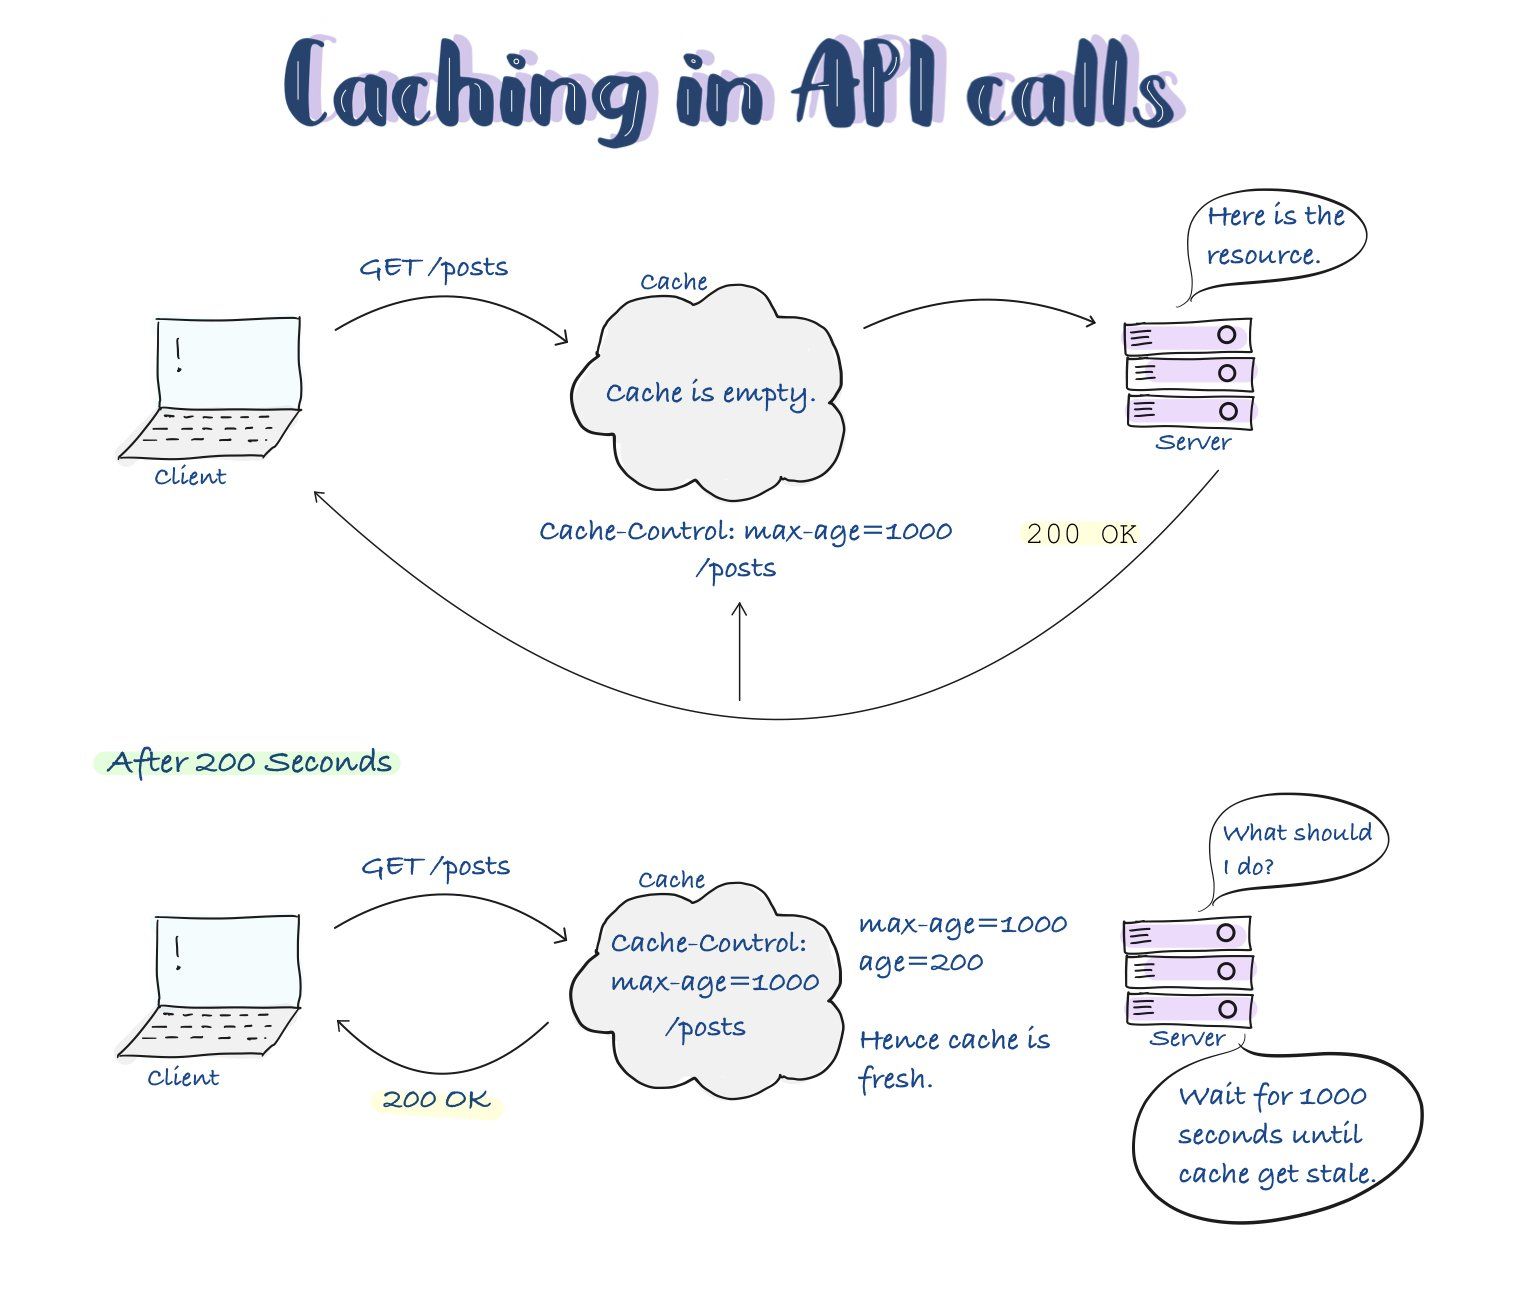 Caching in API calls
Here is the
resource.
GET /posts
Cache
Cache is empty.
Client
Server
Cache-Control: max-age=1000
/posts
200 OK
After 200 Seconds
What should
I do?
GET /posts
Cache
Cache-Control:
max-age=1000
/posts
max-age=1000
age=200
Hence cache is
fresh.
Client
200 OK
Server
Wait for 1000
seconds until
cache get stale.